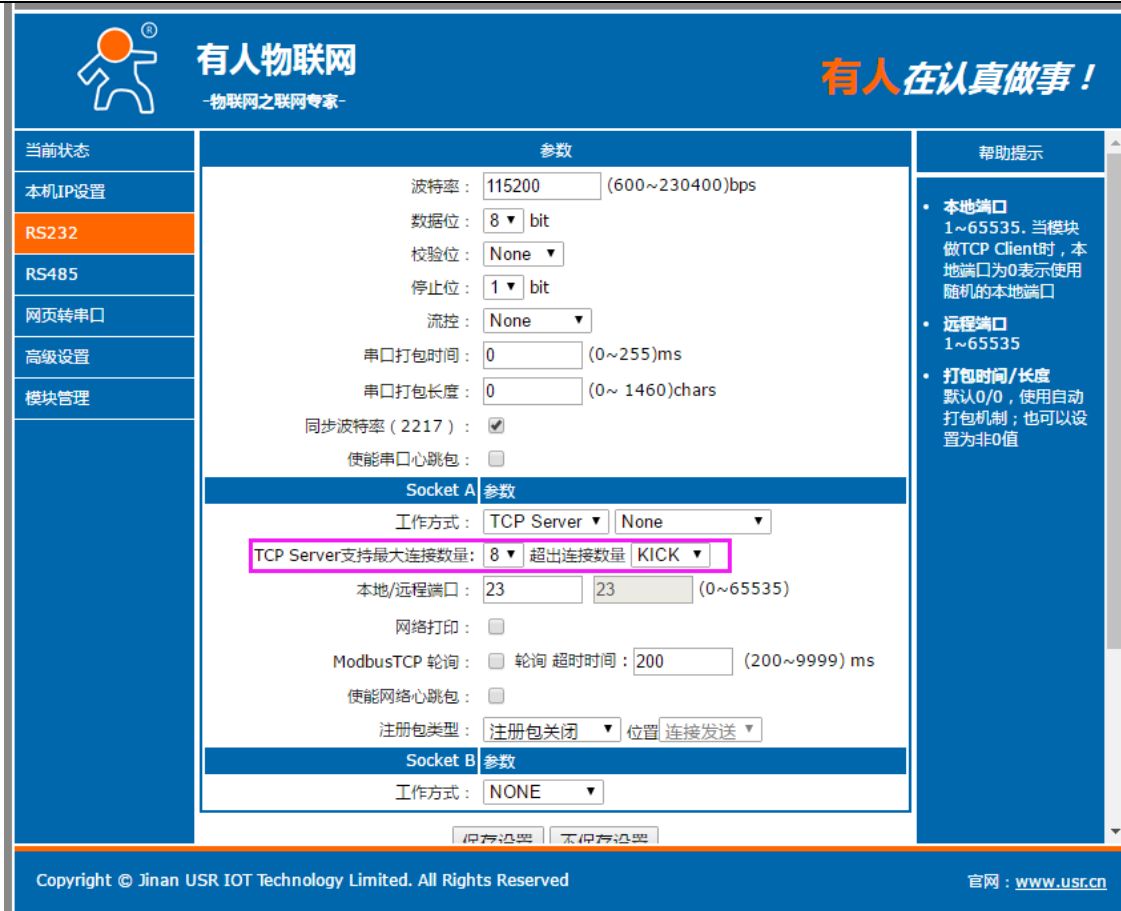 ®
有人物联网
-物联网之联网专家-
有人在认真做事！
当前状态
本机IP设置
RS232
RS485
网页转串口
高级设置
模块管理
参数
波特率： 115200 (600~230400)bps
数据位： 8 bit
校验位： None
停止位： 1 bit
流控： None
串口打包时间： 0 (0~255)ms
串口打包长度： 0 (0~ 1460)chars
同步波特率（2217）：
使能串口心跳包：
Socket A 参数
工作方式： TCP Server None
TCP Server支持最大连接数量: 8 超出连接数量 KICK
本地/远程端口： 23 23 (0~65535)
网络打印：
ModbusTCP 轮询： 轮询 超时时间：200 (200~9999) ms
使能网络心跳包：
注册包类型： 注册包关闭 位置 连接发送
Socket B 参数
工作方式： NONE
保存设置 不保存设置
帮助提示
• 本地端口
1~65535. 当模块
做TCP Client时，本
地端口为0表示使用
随机的本地端口
• 远程端口
1~65535
• 打包时间/长度
默认0/0，使用自动
打包机制；也可以设
置为非0值
Copyright © Jinan USR IOT Technology Limited. All Rights Reserved
官网：www.usr.cn